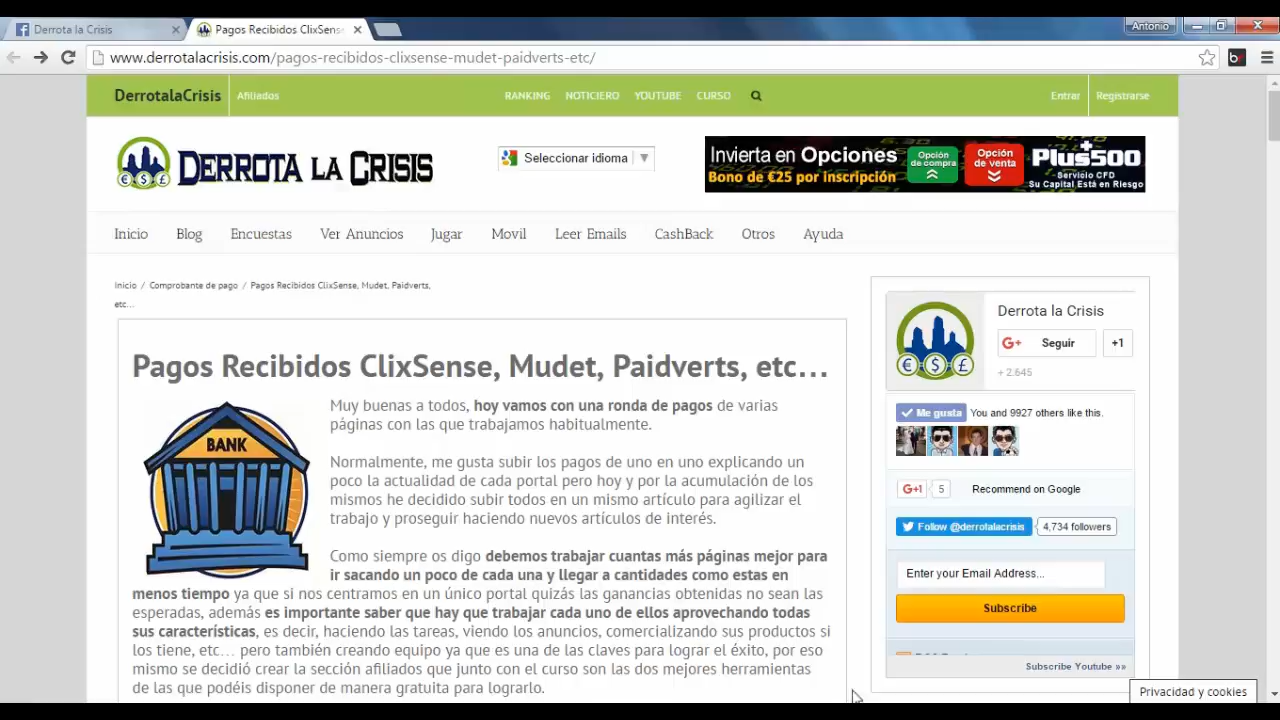 Derrota la Crisis
Pagos Recibidos ClixSens
Antonio
www.derrotalacrisis.com/pagos-recibidos-clixsense-mudet-paidverts-etc/
DerrotalaCrisis
Afiliados
RANKING NOTICIERO YOUTUBE CURSO
Entrar
Registrarse
€ $ £ DERROTA LA CRISIS
Seleccionar idioma
Invierta en Opciones
Bono de €25 por inscripción
Opción de compra
Opción de venta
Plus500
Servicio CFD
Su Capital Está en Riesgo
Inicio Blog Encuestas Ver Anuncios Jugar Movil Leer Emails CashBack Otros Ayuda
Inicio / Comprobante de pago / Pagos Recibidos ClixSense, Mudet, Paidverts,
etc...
Pagos Recibidos ClixSense, Mudet, Paidverts, etc…
BANK
Muy buenas a todos, hoy vamos con una ronda de pagos de varias
páginas con las que trabajamos habitualmente.
Normalmente, me gusta subir los pagos de uno en uno explicando un
poco la actualidad de cada portal pero hoy y por la acumulación de los
mismos he decidido subir todos en un mismo artículo para agilizar el
trabajo y proseguir haciendo nuevos artículos de interés.
Como siempre os digo debemos trabajar cuantas más páginas mejor para
ir sacando un poco de cada una y llegar a cantidades como estas en
menos tiempo ya que si nos centramos en un único portal quizás las ganancias obtenidas no sean las
esperadas, además es importante saber que hay que trabajar cada uno de ellos aprovechando todas
sus características, es decir, haciendo las tareas, viendo los anuncios, comercializando sus productos si
los tiene, etc… pero también creando equipo ya que es una de las claves para lograr el éxito, por eso
mismo se decidió crear la sección afiliados que junto con el curso son las dos mejores herramientas
de las que podéis disponer de manera gratuita para lograrlo.
€ $ £
Derrota la Crisis
G+ Seguir
+1
+ 2.645
Me gusta
You and 9927 others like this.
G+1 5 Recommend on Google
Follow @derrotalacrisis
4,734 followers
Enter your Email Address...
Subscribe
Subscribe Youtube »»
Privacidad y cookies